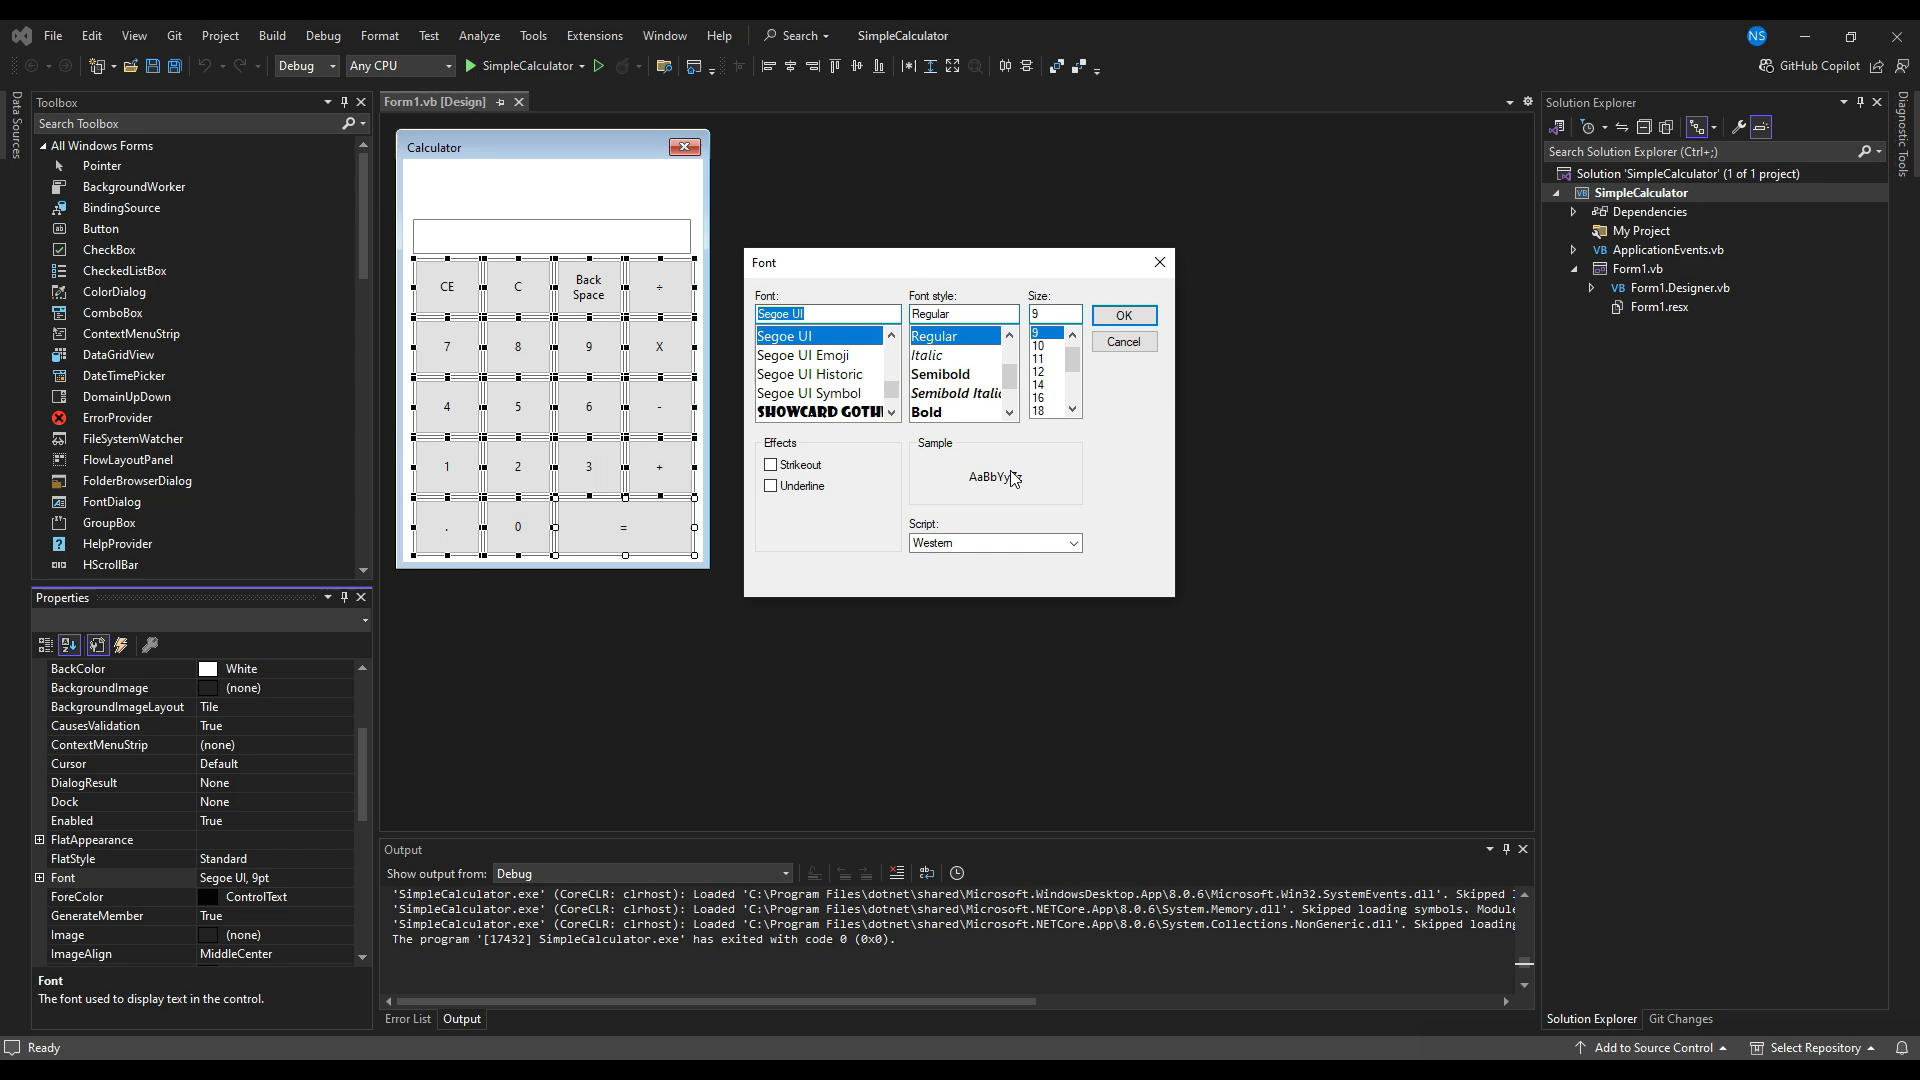 File Edit View Git Project Build Debug Format Test Analyze Tools Extensions Window Help Search SimpleCalculator NS
Debug Any CPU SimpleCalculator GitHub Copilot
Data Sources
Toolbox
Search Toolbox
All Windows Forms
Pointer
BackgroundWorker
BindingSource
Button
CheckBox
CheckedListBox
ColorDialog
ComboBox
ContextMenuStrip
DataGridView
DateTimePicker
DomainUpDown
ErrorProvider
FileSystemWatcher
FlowLayoutPanel
FolderBrowserDialog
FontDialog
GroupBox
HelpProvider
HScrollBar
Properties
BackColor White
BackgroundImage (none)
BackgroundImageLayout Tile
CausesValidation True
ContextMenuStrip (none)
Cursor Default
DialogResult None
Dock None
Enabled True
FlatAppearance
FlatStyle Standard
Font Segoe UI, 9pt
ForeColor ControlText
GenerateMember True
Image (none)
ImageAlign MiddleCenter
Font
The font used to display text in the control.
Form1.vb [Design]
Calculator
CE C Back Space ÷
7 8 9 X
4 5 6 -
1 2 3 +
. 0 =
Font
Font: Font style: Size:
Segoe UI Regular 9 OK
Segoe UI Regular 9
Segoe UI Emoji Italic 10 Cancel
Segoe UI Historic Semibold 11
Segoe UI Symbol Semibold Itali 12
SHOWCARD GOTH Bold 14
16
18
Effects Sample
Strikeout
Underline
AaBbYy
Script:
Western
Output
Show output from: Debug
'SimpleCalculator.exe' (CoreCLR: clrhost): Loaded 'C:\Program Files\dotnet\shared\Microsoft.WindowsDesktop.App\8.0.6\Microsoft.Win32.SystemEvents.dll'. Skipped
'SimpleCalculator.exe' (CoreCLR: clrhost): Loaded 'C:\Program Files\dotnet\shared\Microsoft.NETCore.App\8.0.6\System.Memory.dll'. Skipped loading symbols. Module
'SimpleCalculator.exe' (CoreCLR: clrhost): Loaded 'C:\Program Files\dotnet\shared\Microsoft.NETCore.App\8.0.6\System.Collections.NonGeneric.dll'. Skipped loading
The program '[17432] SimpleCalculator.exe' has exited with code 0 (0x0).
Error List Output
Solution Explorer
Search Solution Explorer (Ctrl+;)
Solution 'SimpleCalculator' (1 of 1 project)
SimpleCalculator
Dependencies
My Project
ApplicationEvents.vb
Form1.vb
Form1.Designer.vb
Form1.resx
Solution Explorer Git Changes
Diagnostic Tools
Ready Add to Source Control Select Repository